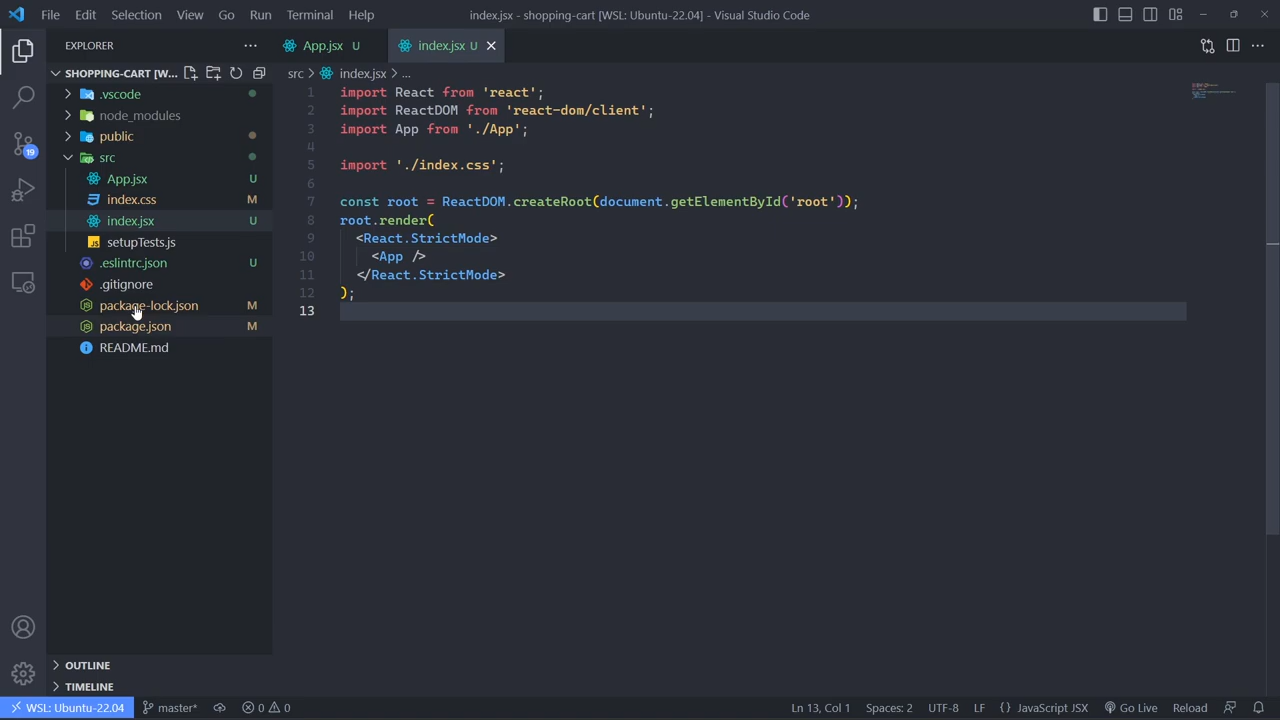 File Edit Selection View Go Run Terminal Help
index.jsx - shopping-cart [WSL: Ubuntu-22.04] - Visual Studio Code
EXPLORER
SHOPPING-CART [W...
.vscode
node_modules
public
src
App.jsx U
index.css M
index.jsx U
setupTests.js
.eslintrc.json U
.gitignore
package-lock.json M
package.json M
README.md
OUTLINE
TIMELINE
19
App.jsx U
index.jsx U
src > index.jsx > ...
1 import React from 'react';
2 import ReactDOM from 'react-dom/client';
3 import App from './App';
4
5 import './index.css';
6
7 const root = ReactDOM.createRoot(document.getElementById('root'));
8 root.render(
9 <React.StrictMode>
10 <App />
11 </React.StrictMode>
12 );
13
WSL: Ubuntu-22.04 master* 0 0 Ln 13, Col 1 Spaces: 2 UTF-8 LF {} JavaScript JSX Go Live Reload